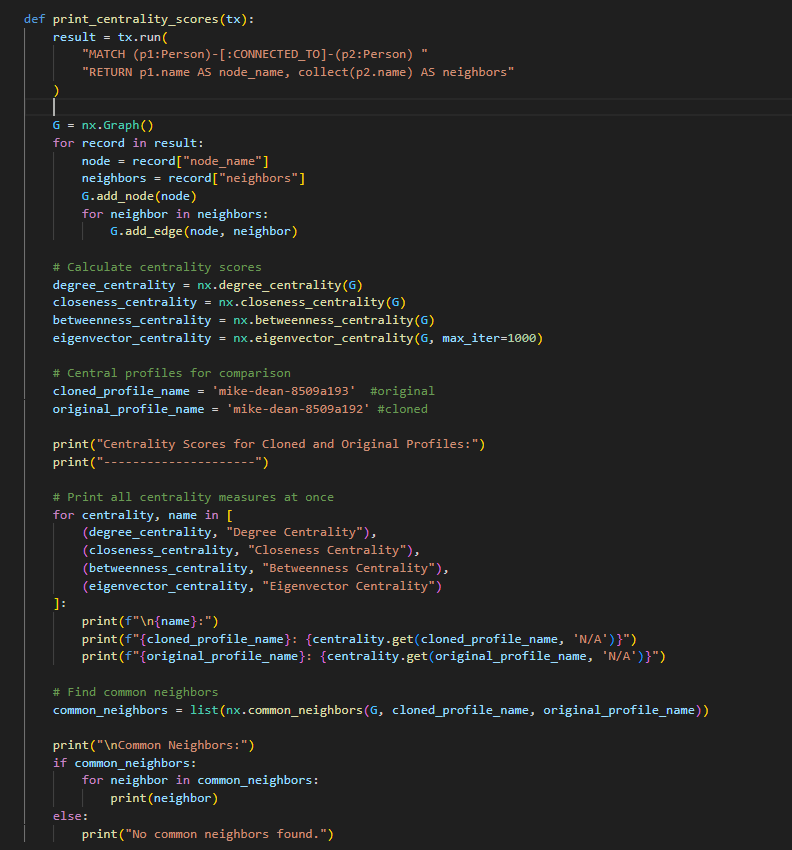 def print_centrality_scores(tx):
    result = tx.run(
        "MATCH (p1:Person)-[:CONNECTED_TO]-(p2:Person) "
        "RETURN p1.name AS node_name, collect(p2.name) AS neighbors"
    )
    G = nx.Graph()
    for record in result:
        node = record["node_name"]
        neighbors = record["neighbors"]
        G.add_node(node)
        for neighbor in neighbors:
            G.add_edge(node, neighbor)
    # Calculate centrality scores
    degree_centrality = nx.degree_centrality(G)
    closeness_centrality = nx.closeness_centrality(G)
    betweenness_centrality = nx.betweenness_centrality(G)
    eigenvector_centrality = nx.eigenvector_centrality(G, max_iter=1000)
    # Central profiles for comparison
    cloned_profile_name = 'mike-dean-8509a193'  #original
    original_profile_name = 'mike-dean-8509a192' #cloned
    print("Centrality Scores for Cloned and Original Profiles:")
    print("---------------------")
    # Print all centrality measures at once
    for centrality, name in [
        (degree_centrality, "Degree Centrality"),
        (closeness_centrality, "Closeness Centrality"),
        (betweenness_centrality, "Betweenness Centrality"),
        (eigenvector_centrality, "Eigenvector Centrality")
    ]:
        print(f"\n{name}:")
        print(f"{cloned_profile_name}: {centrality.get(cloned_profile_name, 'N/A')}")
        print(f"{original_profile_name}: {centrality.get(original_profile_name, 'N/A')}")
    # Find common neighbors
    common_neighbors = list(nx.common_neighbors(G, cloned_profile_name, original_profile_name))
    print("\nCommon Neighbors:")
    if common_neighbors:
        for neighbor in common_neighbors:
            print(neighbor)
    else:
        print("No common neighbors found.")